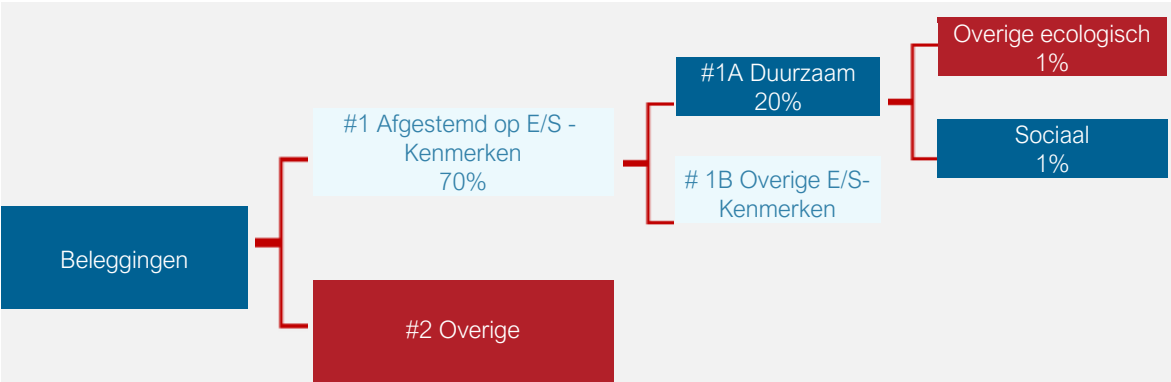 Beleggingen
#1 Afgestemd op E/S -
Kenmerken
70%
#2 Overige
#1A Duurzaam
20%
# 1B Overige E/S-
Kenmerken
Overige ecologisch
1%
Sociaal
1%